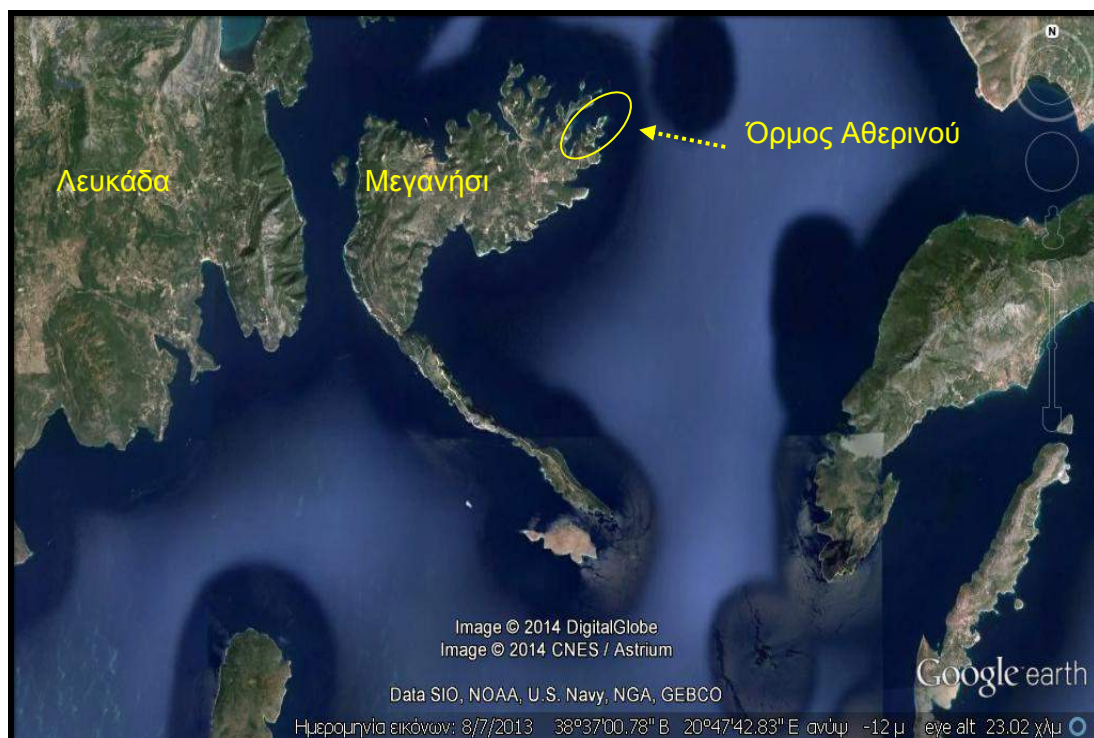 N
Όρμος Αθερινού
Λευκάδα
Μεγανήσι
Image © 2014 DigitalGlobe
Image © 2014 CNES / Astrium
Data SIO, NOAA, U.S. Navy, NGA, GEBCO
Google earth
Ημερομηνία εικόνων: 8/7/2013 38°37'00.78" Β 20°47'42.83" Ε ανύψ -12 μ eye alt 23.02 χλμ